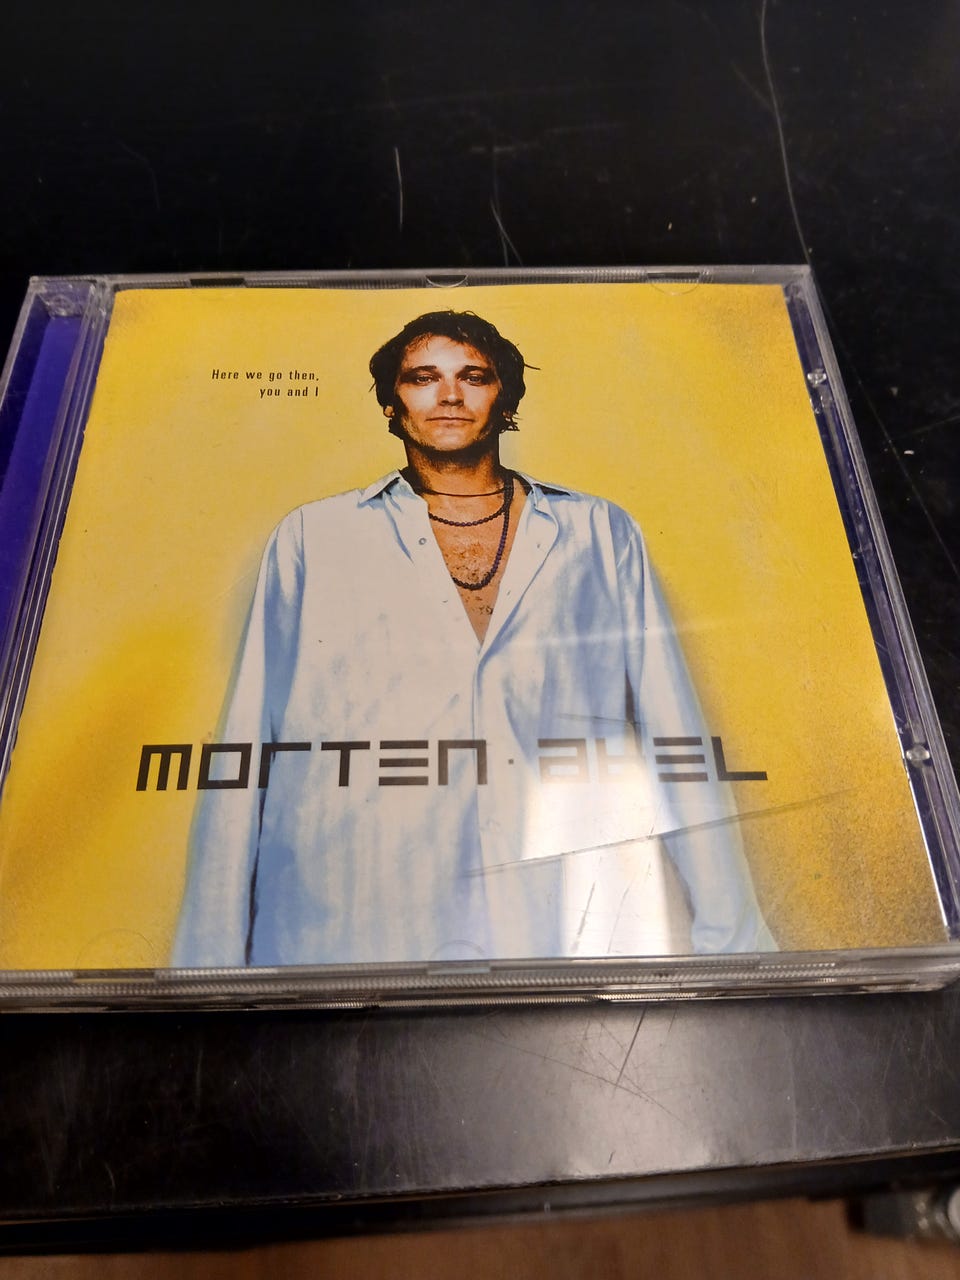 Here we go then,
you and I
MORTEN · ABEL